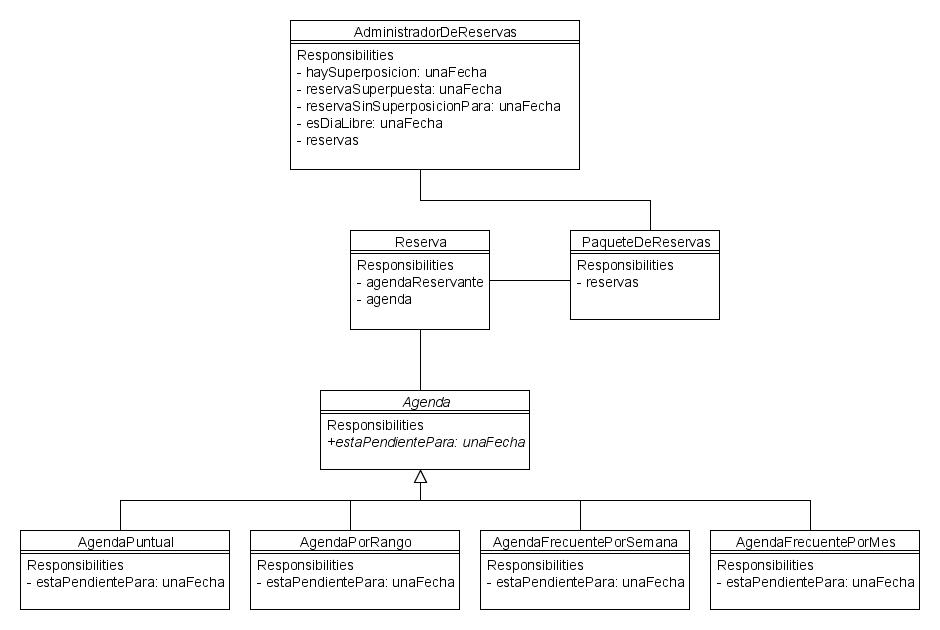 AdministradorDeReservas
Responsibilities
- haySuperposicion: unaFecha
- reservaSuperpuesta: unaFecha
- reservaSinSuperposicionPara: unaFecha
- esDiaLibre: unaFecha
- reservas
Reserva
Responsibilities
- agendaReservante
- agenda
PaqueteDeReservas
Responsibilities
- reservas
Agenda
Responsibilities
+estaPendientePara: unaFecha
AgendaPuntual
Responsibilities
- estaPendientePara: unaFecha
AgendaPorRango
Responsibilities
- estaPendientePara: unaFecha
AgendaFrecuentePorSemana
Responsibilities
- estaPendientePara: unaFecha
AgendaFrecuentePorMes
Responsibilities
- estaPendientePara: unaFecha